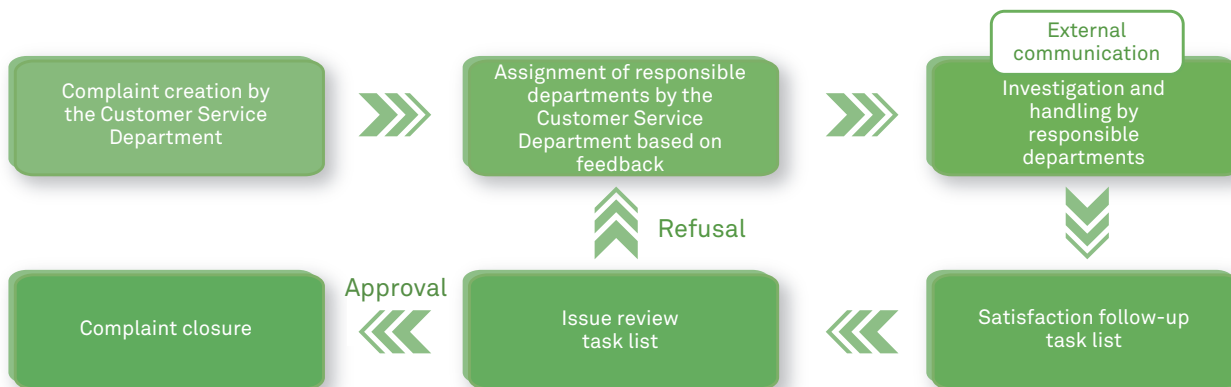 Complaint creation by
the Customer Service
Department
Assignment of responsible
departments by the
Customer Service
Department based on
feedback
External
communication
Investigation and
handling by
responsible
departments
Refusal
Complaint closure
Approval
Issue review
task list
Satisfaction follow-up
task list